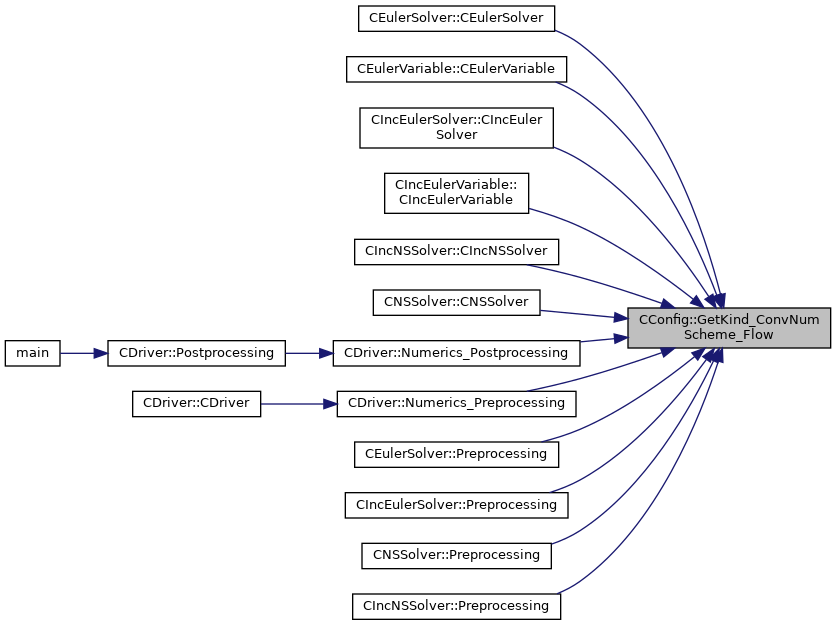 CEulerSolver::CEulerSolver
CEulerVariable::CEulerVariable
CIncEulerSolver::CIncEuler
Solver
CIncEulerVariable::
CIncEulerVariable
CIncNSSolver::CIncNSSolver
CNSSolver::CNSSolver
CConfig::GetKind_ConvNum
Scheme_Flow
main
CDriver::Postprocessing
CDriver::Numerics_Postprocessing
CDriver::CDriver
CDriver::Numerics_Preprocessing
CEulerSolver::Preprocessing
CIncEulerSolver::Preprocessing
CNSSolver::Preprocessing
CIncNSSolver::Preprocessing